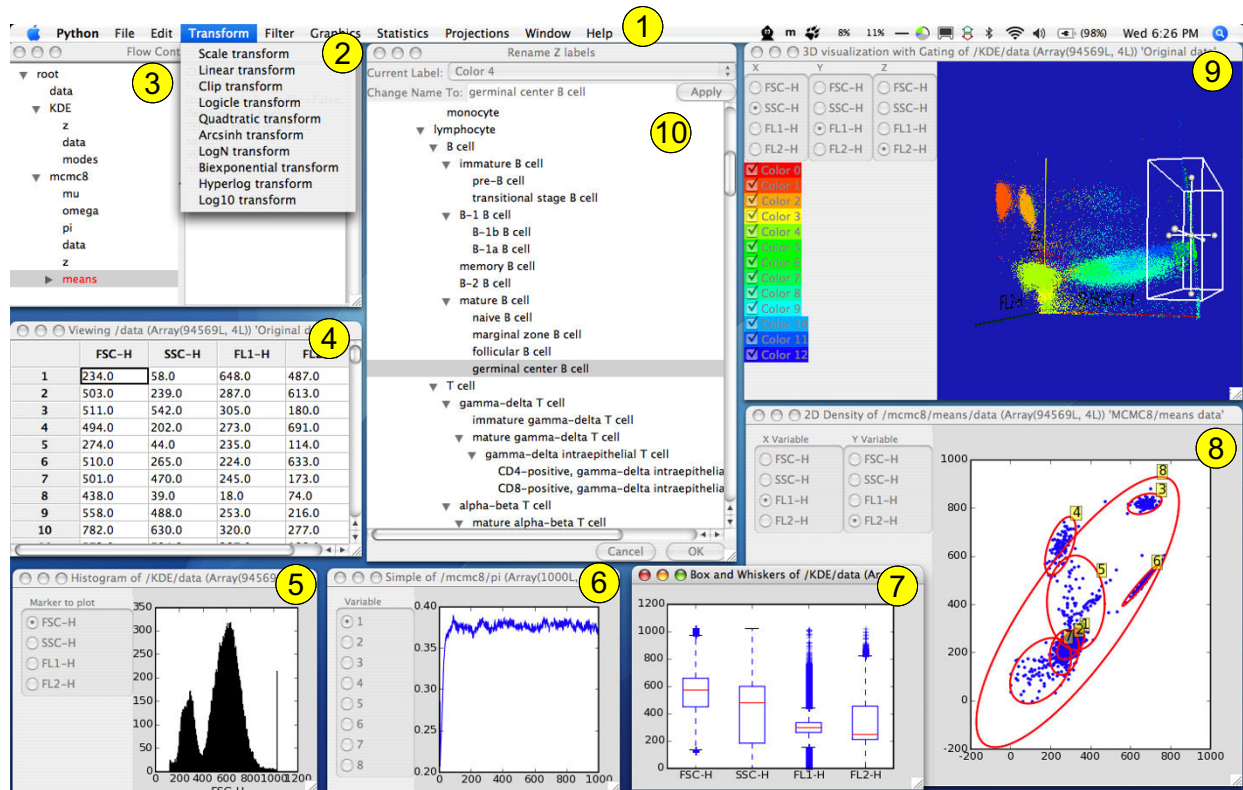 Python File Edit Transform Filter Graphics Statistics Projections Window Help
1
m 8% 11% (98%) Wed 6:26 PM
Flow Cont
3
root
data
KDE
z
data
modes
mcmc8
mu
omega
pi
data
z
means
2
Scale transform
Linear transform
Clip transform
Logicle transform
Quadratic transform
Arcsinh transform
LogN transform
Biexponential transform
Hyperlog transform
Log10 transform
Rename Z labels
Current Label: Color 4
Change Name To: germinal center B cell Apply
10
monocyte
lymphocyte
B cell
immature B cell
pre-B cell
transitional stage B cell
B-1 B cell
B-1b B cell
B-1a B cell
memory B cell
B-2 B cell
mature B cell
naive B cell
marginal zone B cell
follicular B cell
germinal center B cell
T cell
gamma-delta T cell
immature gamma-delta T cell
mature gamma-delta T cell
gamma-delta intraepithelial T cell
CD4-positive, gamma-delta intraepithelia
CD8-positive, gamma-delta intraepithelia
alpha-beta T cell
mature alpha-beta T cell
Cancel OK
3D visualization with Gating of /KDE/data (Array(94569L, 4L)) 'Original data'
9
X Y Z
FSC-H FSC-H FSC-H
SSC-H SSC-H SSC-H
FL1-H FL1-H FL1-H
FL2-H FL2-H FL2-H
Color 0
Color 1
Color 2
Color 3
Color 4
Color 5
Color 6
Color 7
Color 8
Color 9
Color 10
Color 11
Color 12
Viewing /data (Array(94569L, 4L)) 'Original d
4
FSC-H SSC-H FL1-H FL2
1 234.0 58.0 648.0 487.0
2 503.0 239.0 287.0 613.0
3 511.0 542.0 305.0 180.0
4 494.0 202.0 273.0 691.0
5 274.0 44.0 235.0 114.0
6 510.0 265.0 224.0 633.0
7 501.0 470.0 245.0 173.0
8 438.0 39.0 18.0 74.0
9 558.0 488.0 253.0 216.0
10 782.0 630.0 320.0 277.0
2D Density of /mcmc8/means/data (Array(94569L, 4L)) 'MCMC8/means data'
8
X Variable Y Variable
FSC-H FSC-H
SSC-H SSC-H
FL1-H FL1-H
FL2-H FL2-H
1000
800
600
400
200
0
-200
-200 0 200 400 600 800 1000
8
3
4
6
5
1
2
7
Histogram of /KDE/data (Array(94569
5
Marker to plot
FSC-H
SSC-H
FL1-H
FL2-H
350
300
250
200
150
100
50
0
0 200 400 600 800 1000 1200
FSC-H
Simple of /mcmc8/pi (Array(1000L,
6
Variable
1
2
3
4
5
6
7
8
0.40
0.35
0.30
0.25
0.20
0 200 400 600 800 1000
Box and Whiskers of /KDE/data (Ar
7
1200
1000
800
600
400
200
0
FSC-H SSC-H FL1-H FL2-H